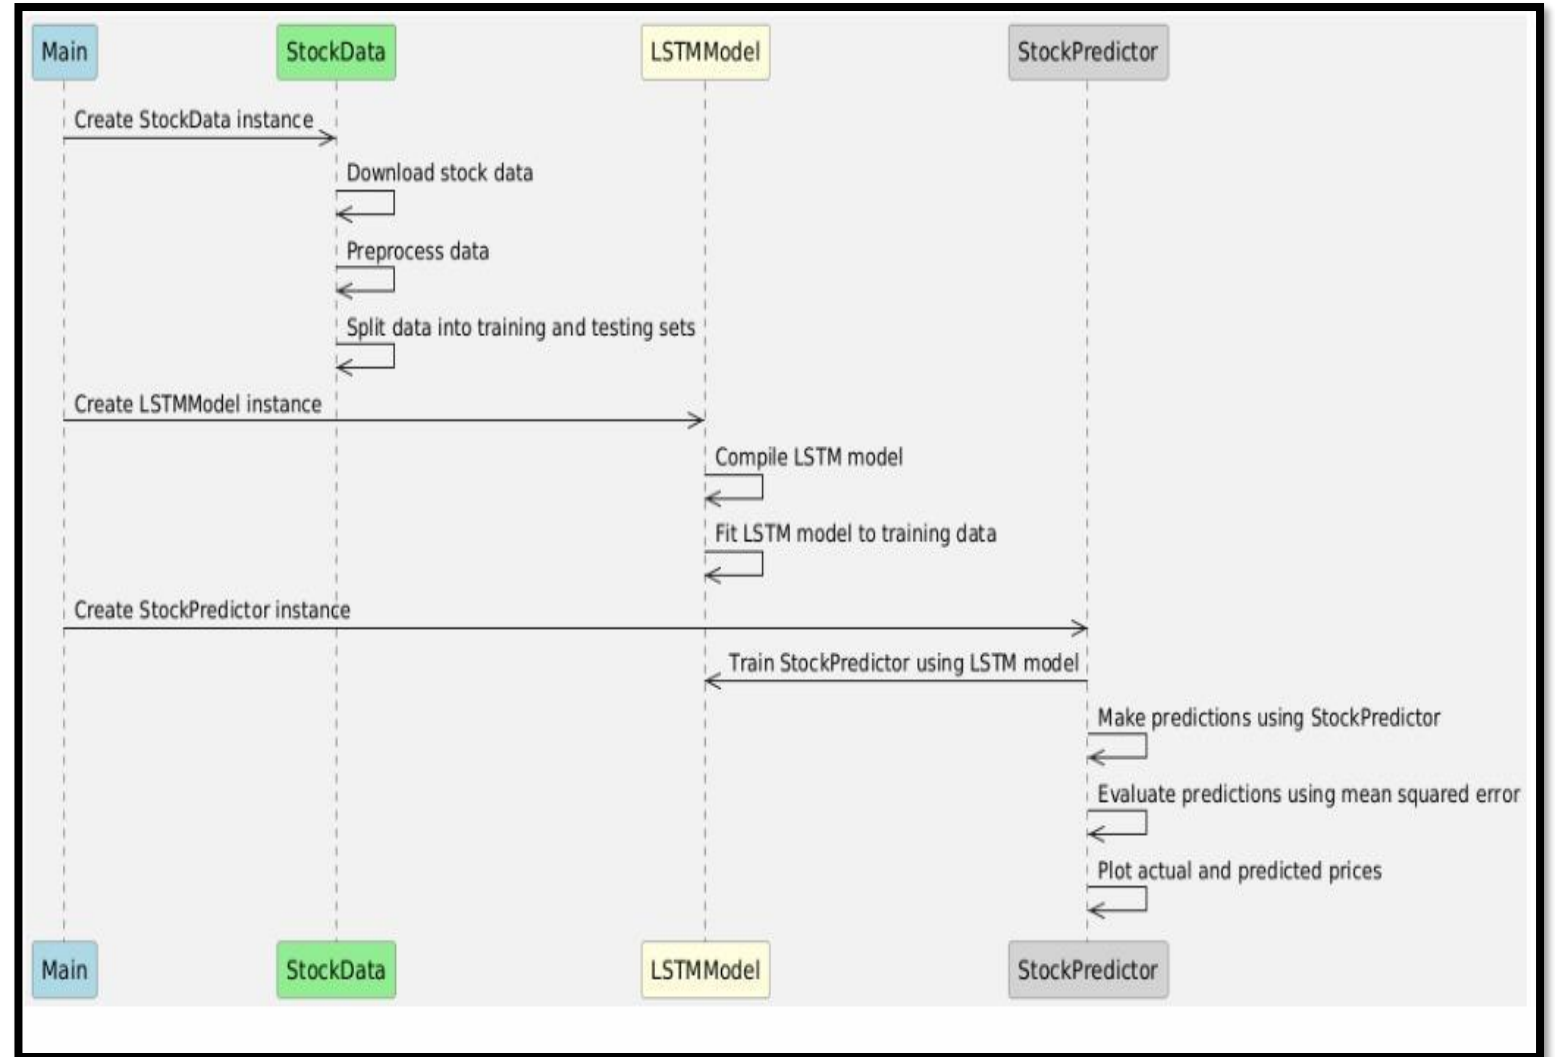 Main
StockData
LSTMModel
StockPredictor
Create StockData instance
Download stock data
Preprocess data
Split data into training and testing sets
Create LSTMModel instance
Compile LSTM model
Fit LSTM model to training data
Create StockPredictor instance
Train StockPredictor using LSTM model
Make predictions using StockPredictor
Evaluate predictions using mean squared error
Plot actual and predicted prices
Main
StockData
LSTMModel
StockPredictor